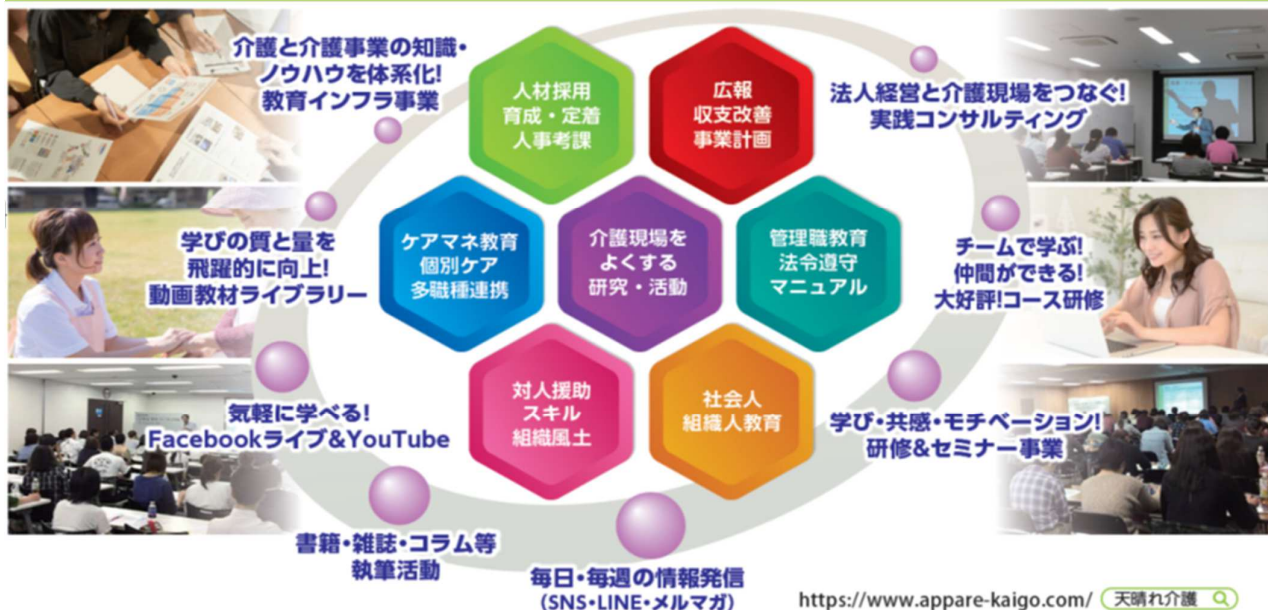 介護と介護事業の知識・
ノウハウを体系化!
教育インフラ事業
人材採用
育成・定着
人事考課
広報
収支改善
事業計画
法人経営と介護現場をつなぐ!
実践コンサルティング
学びの質と量を
飛躍的に向上!
動画教材ライブラリー
ケアマネ教育
個別ケア
多職種連携
介護現場を
よくする
研究・活動
管理職教育
法令遵守
マニュアル
チームで学ぶ!
仲間ができる!
大好評!コース研修
気軽に学べる!
Facebookライブ&YouTube
対人援助
スキル
組織風土
社会人
組織人教育
学び・共感・モチベーション!
研修&セミナー事業
書籍・雑誌・コラム等
執筆活動
毎日・毎週の情報発信
(SNS・LINE・メルマガ)
https://www.appare-kaigo.com/ 天晴れ介護